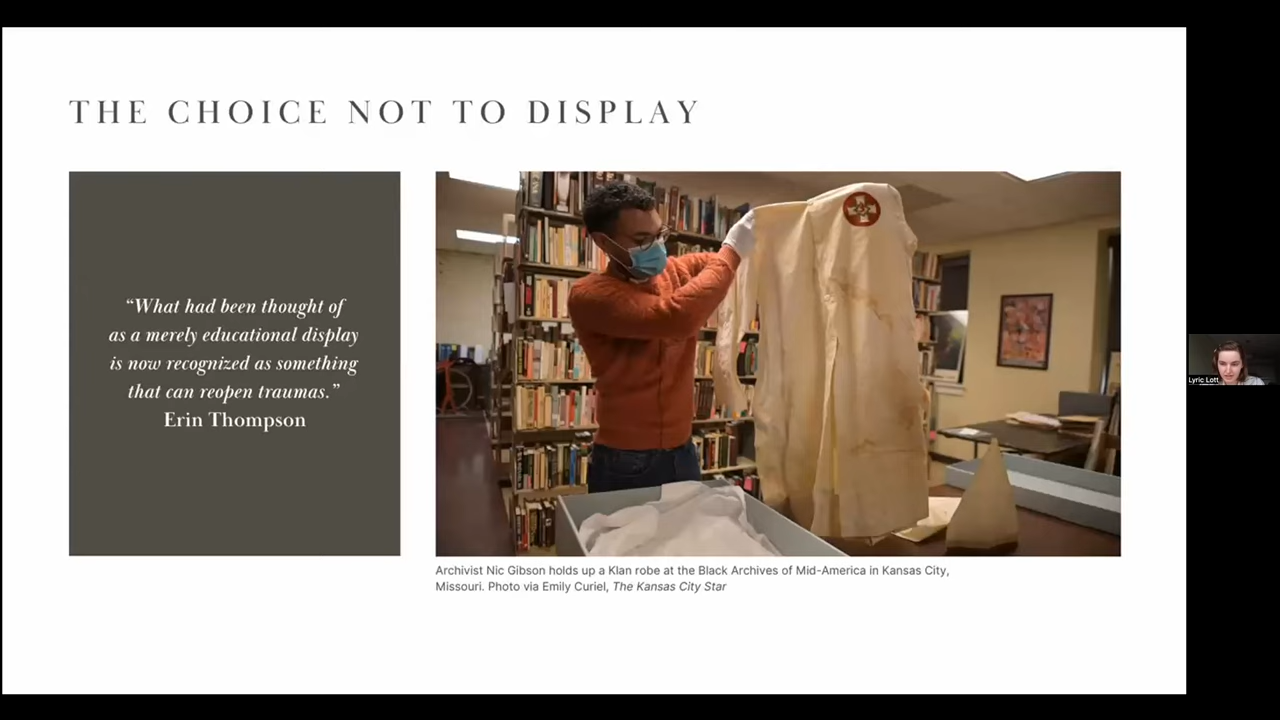 THE CHOICE NOT TO DISPLAY
“What had been thought of
as a merely educational display
is now recognized as something
that can reopen traumas.”
Erin Thompson
Archivist Nic Gibson holds up a Klan robe at the Black Archives of Mid-America in Kansas City,
Missouri. Photo via Emily Curiel, The Kansas City Star
Lyric Lott